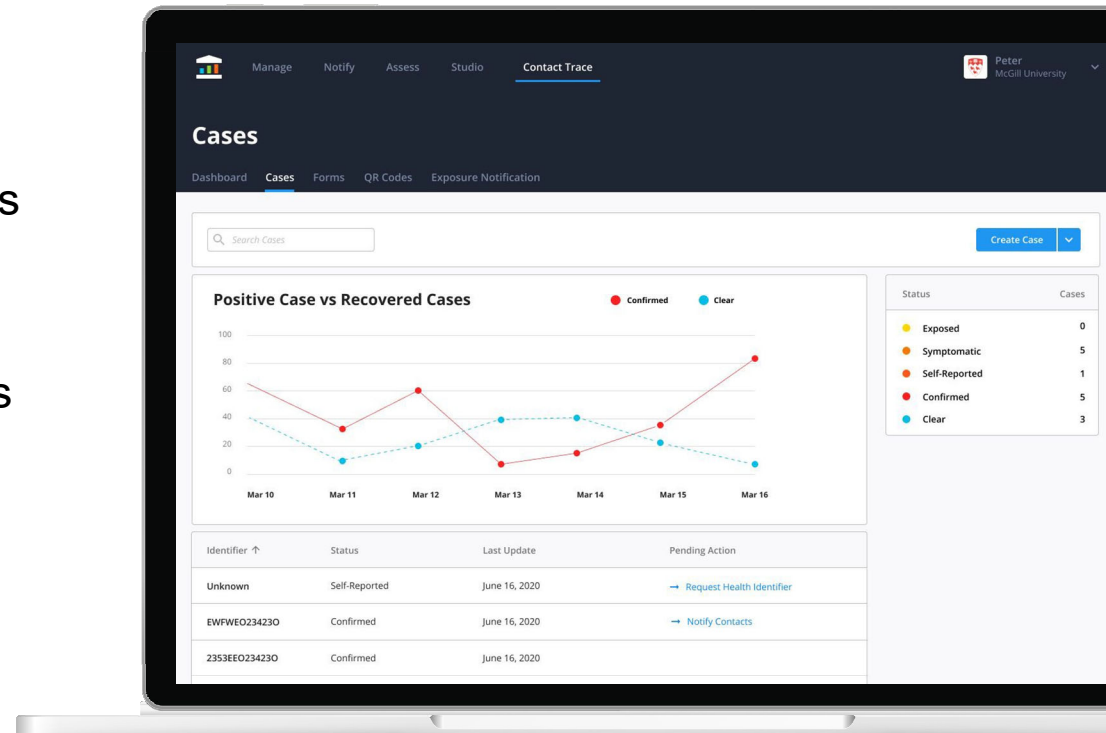 s
s
Manage Notify Assess Studio Contact Trace
Peter
McGill University
Cases
Dashboard Cases Forms QR Codes Exposure Notification
Search Cases
Create Case
Positive Case vs Recovered Cases
Confirmed Clear
100
80
60
40
20
0
Mar 10 Mar 11 Mar 12 Mar 13 Mar 14 Mar 15 Mar 16
Status Cases
Exposed 0
Symptomatic 5
Self-Reported 1
Confirmed 5
Clear 3
Identifier ↑ Status Last Update Pending Action
Unknown Self-Reported June 16, 2020 → Request Health Identifier
EWFWEO23423O Confirmed June 16, 2020 → Notify Contacts
2353EEO23423O Confirmed June 16, 2020